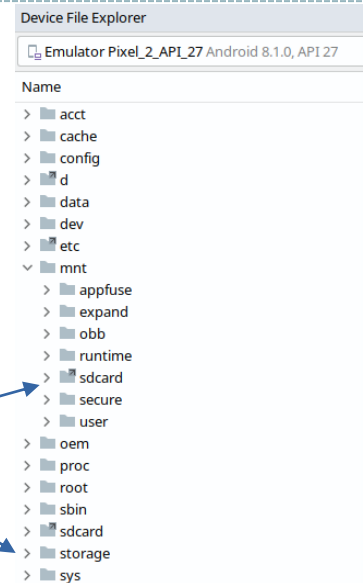 Device File Explorer
Emulator Pixel_2_API_27 Android 8.1.0, API 27
Name
acct
cache
config
d
data
dev
etc
mnt
appfuse
expand
obb
runtime
sdcard
secure
user
oem
proc
root
sbin
sdcard
storage
sys